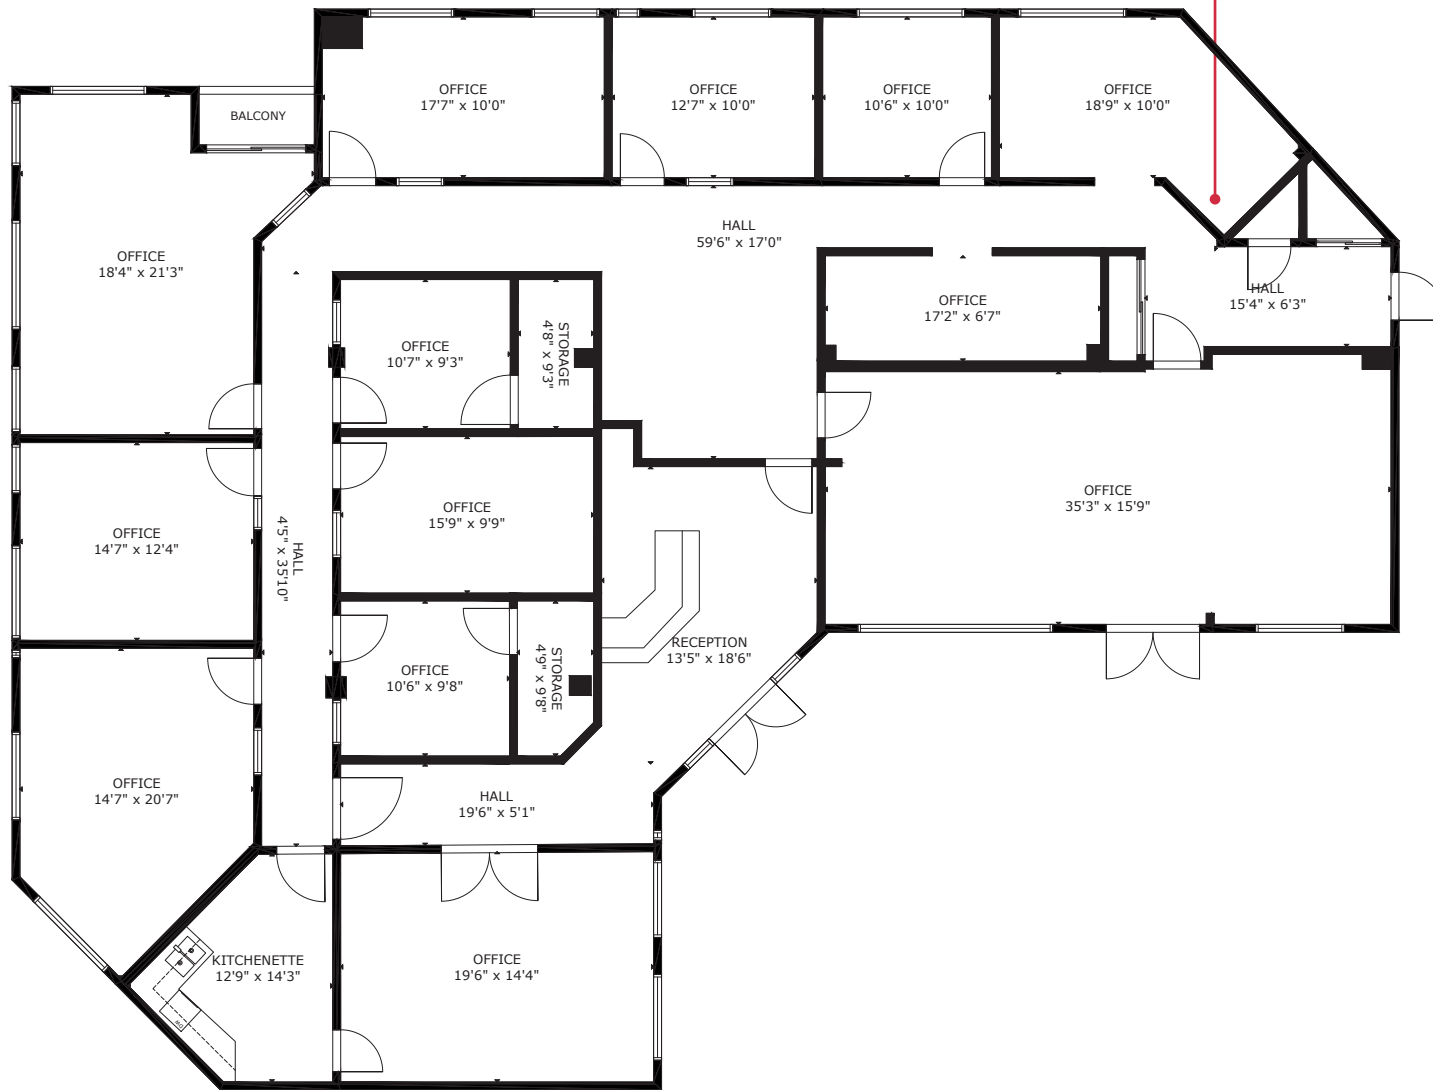 OFFICE
17'7" x 10'0"
OFFICE
12'7" x 10'0"
OFFICE
10'6" x 10'0"
OFFICE
18'9" x 10'0"
BALCONY
OFFICE
18'4" x 21'3"
HALL
59'6" x 17'0"
OFFICE
17'2" x 6'7"
HALL
15'4" x 6'3"
OFFICE
10'7" x 9'3"
STORAGE
4'8" x 9'3"
OFFICE
14'7" x 12'4"
HALL
4'5" x 35'10"
OFFICE
15'9" x 9'9"
OFFICE
35'3" x 15'9"
OFFICE
10'6" x 9'8"
STORAGE
4'9" x 9'8"
RECEPTION
13'5" x 18'6"
OFFICE
14'7" x 20'7"
HALL
19'6" x 5'1"
KITCHENETTE
12'9" x 14'3"
OFFICE
19'6" x 14'4"
DW